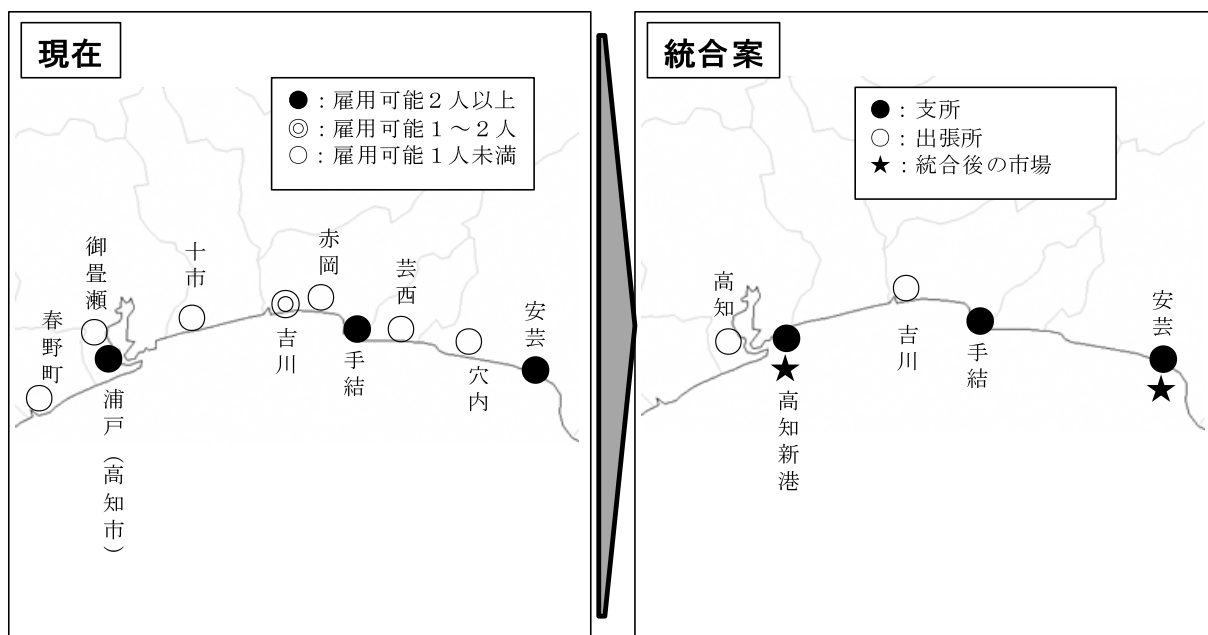 現在
●：雇用可能２人以上
◎：雇用可能１～２人
○：雇用可能１人未満
春野町
御畳瀬
浦戸（高知市）
十市
吉川
赤岡
手結
芸西
穴内
安芸
統合案
●：支所
○：出張所
★：統合後の市場
高知
高知新港
吉川
手結
安芸